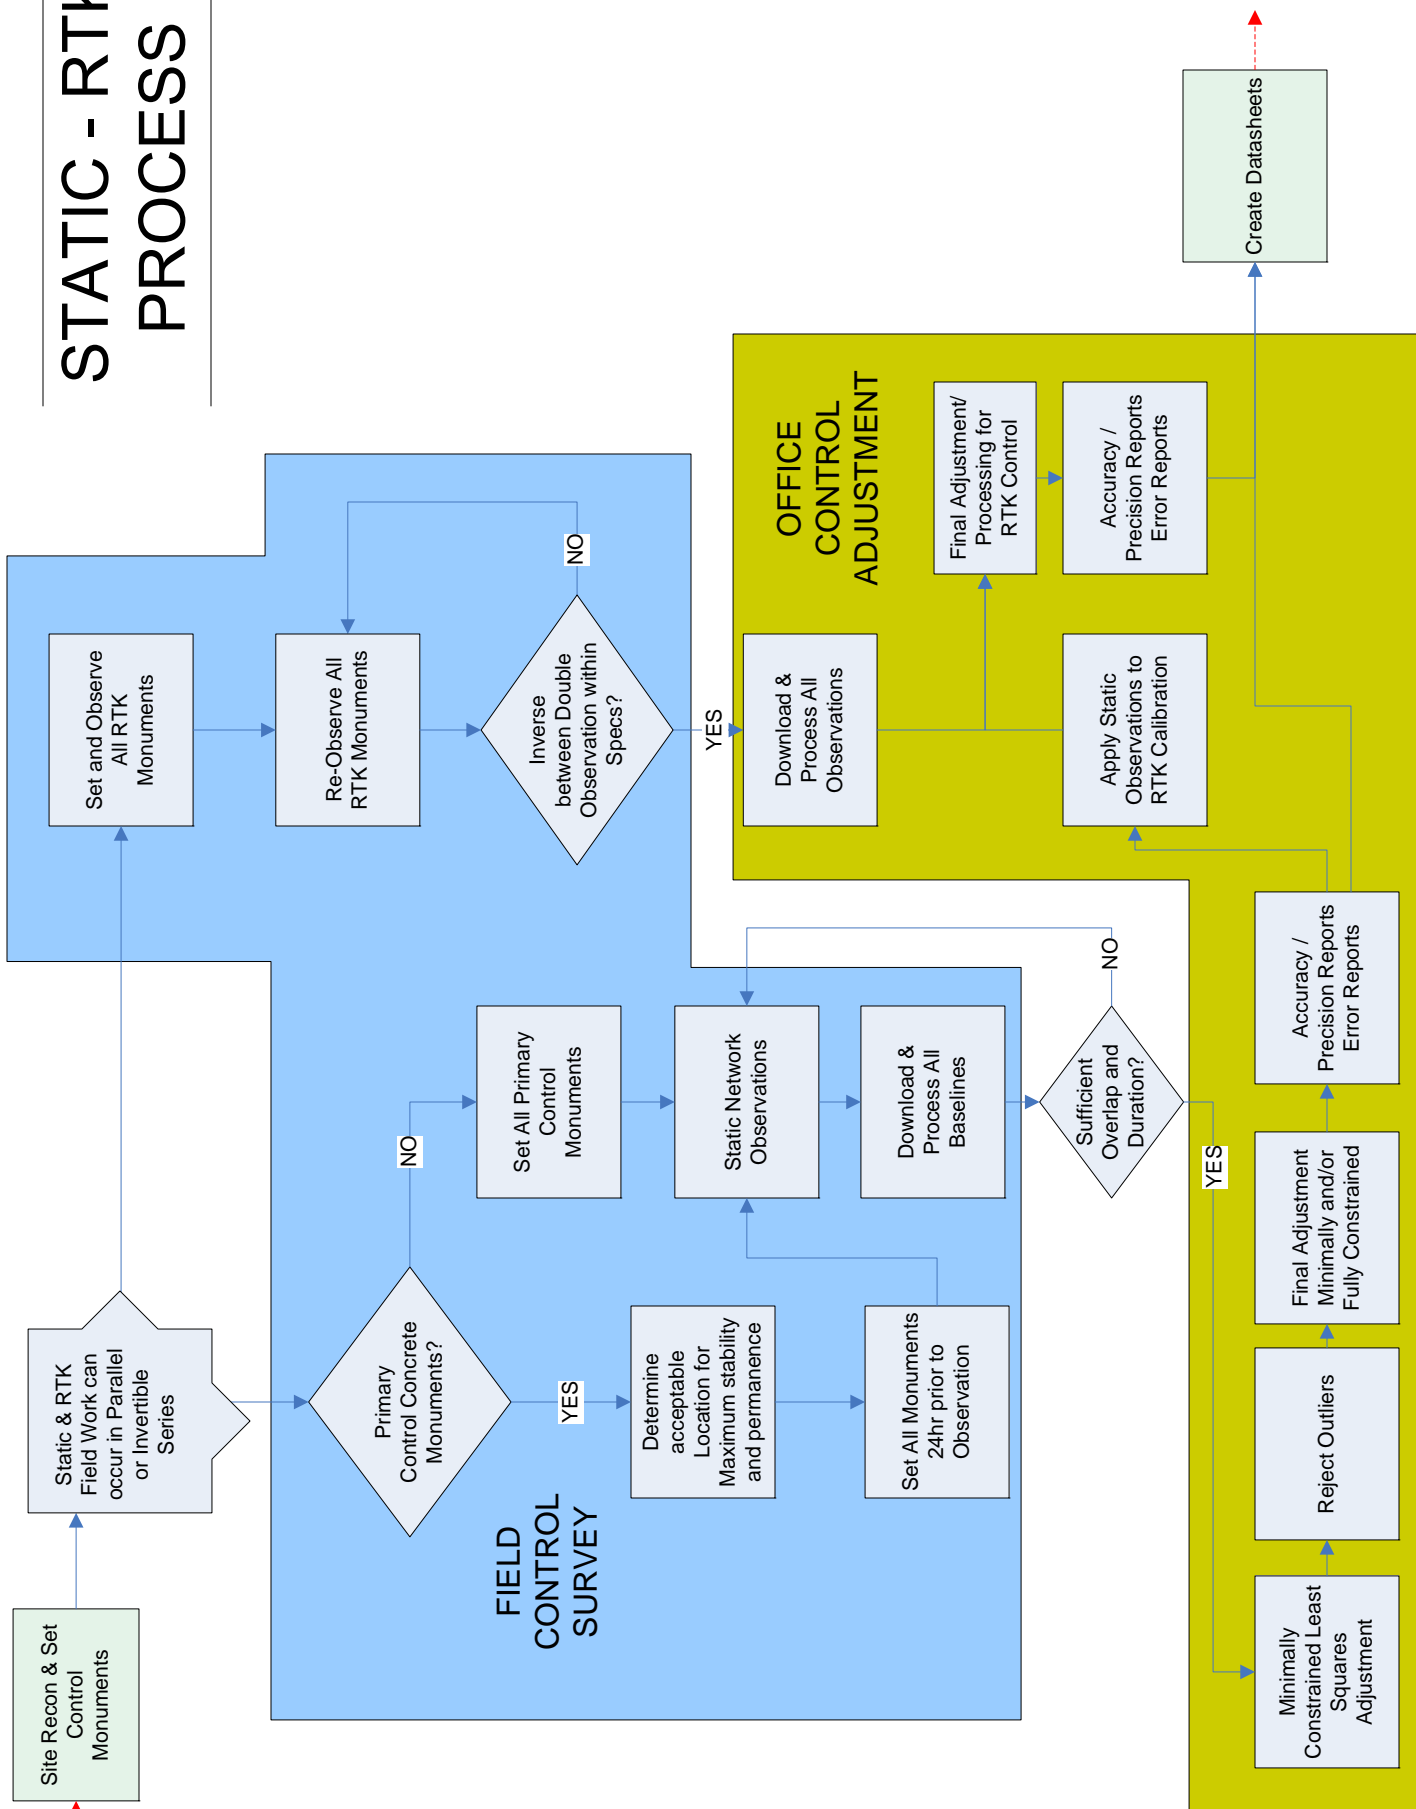 STATIC - RTK
PROCESS
Site Recon & Set
Control
Monuments
Static & RTK
Field Work can
occur in Parallel
or Invertible
Series
Set and Observe
All RTK
Monuments
Re-Observe All
RTK Monuments
Inverse
between Double
Observation within
Specs?
NO
YES
FIELD
CONTROL
SURVEY
Primary
Control Concrete
Monuments?
NO
YES
Set All Primary
Control
Monuments
Determine
acceptable
Location for
Maximum stability
and permanence
Set All Monuments
24hr prior to
Observation
Static Network
Observations
Download &
Process All
Baselines
Sufficient
Overlap and
Duration?
NO
YES
OFFICE
CONTROL
ADJUSTMENT
Download &
Process All
Observations
Final Adjustment/
Processing for
RTK Control
Accuracy /
Precision Reports
Error Reports
Apply Static
Observations to
RTK Calibration
Minimally
Constrained Least
Squares
Adjustment
Reject Outliers
Final Adjustment
Minimally and/or
Fully Constrained
Accuracy /
Precision Reports
Error Reports
Create Datasheets